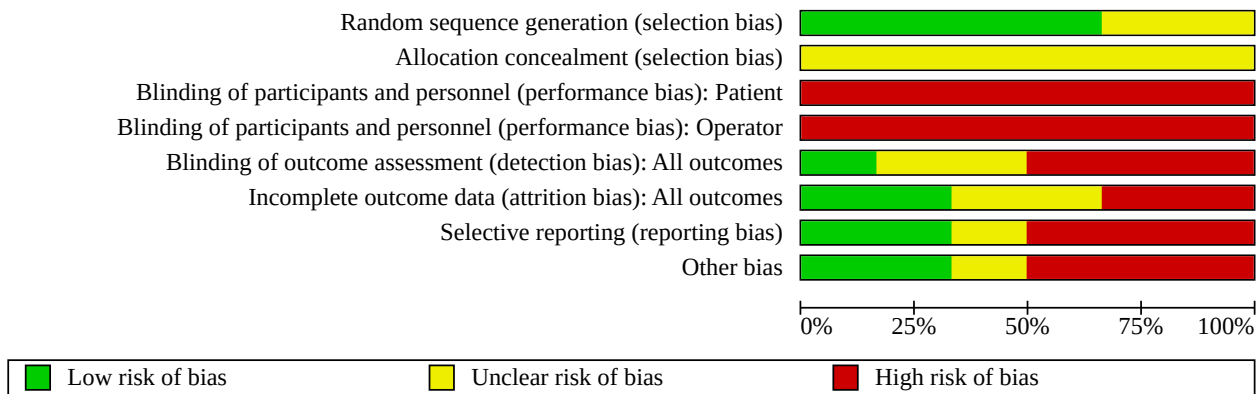 Random sequence generation (selection bias)
Allocation concealment (selection bias)
Blinding of participants and personnel (performance bias): Patient
Blinding of participants and personnel (performance bias): Operator
Blinding of outcome assessment (detection bias): All outcomes
Incomplete outcome data (attrition bias): All outcomes
Selective reporting (reporting bias)
Other bias
0% 25% 50% 75% 100%
Low risk of bias Unclear risk of bias High risk of bias